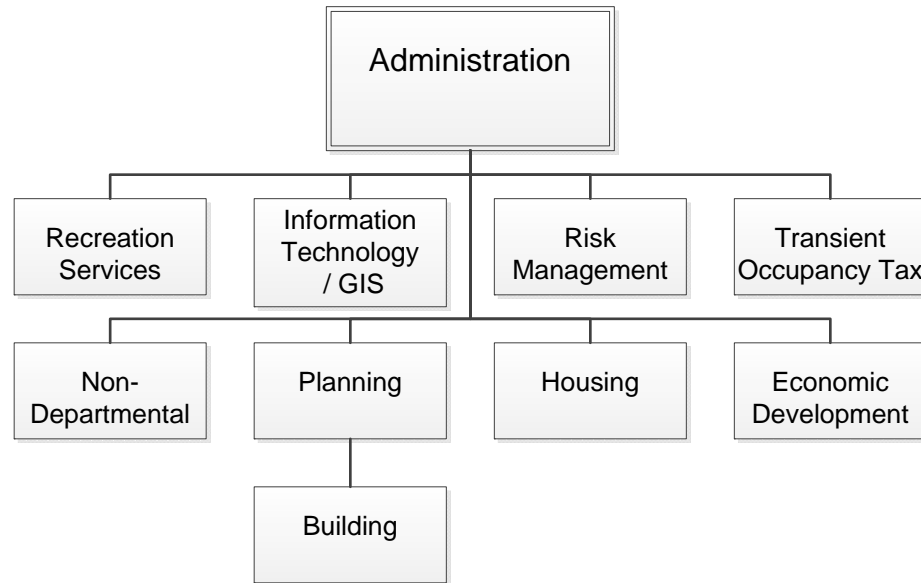 Administration
Recreation
Services
Information
Technology
/ GIS
Risk
Management
Transient
Occupancy Tax
Non-
Departmental
Planning
Housing
Economic
Development
Building